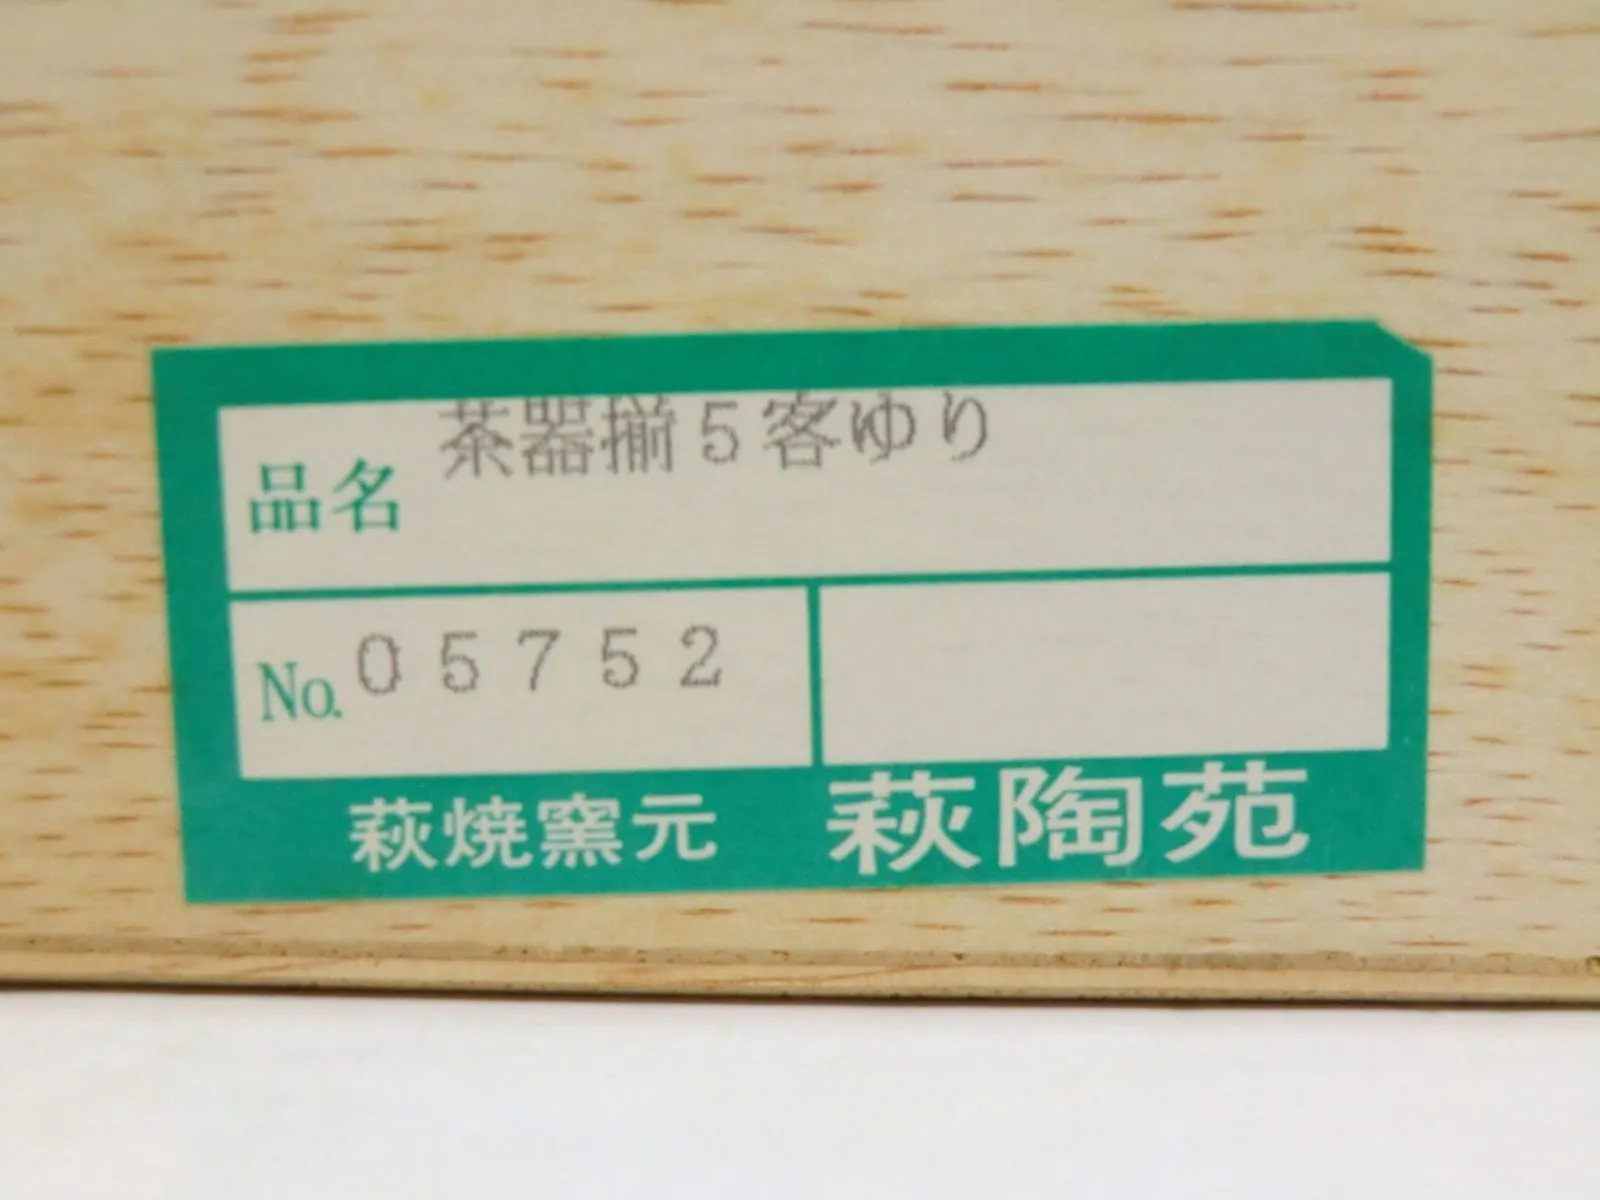 品名 茶器揃5客ゆり
No. 05752
萩焼窯元 萩陶苑